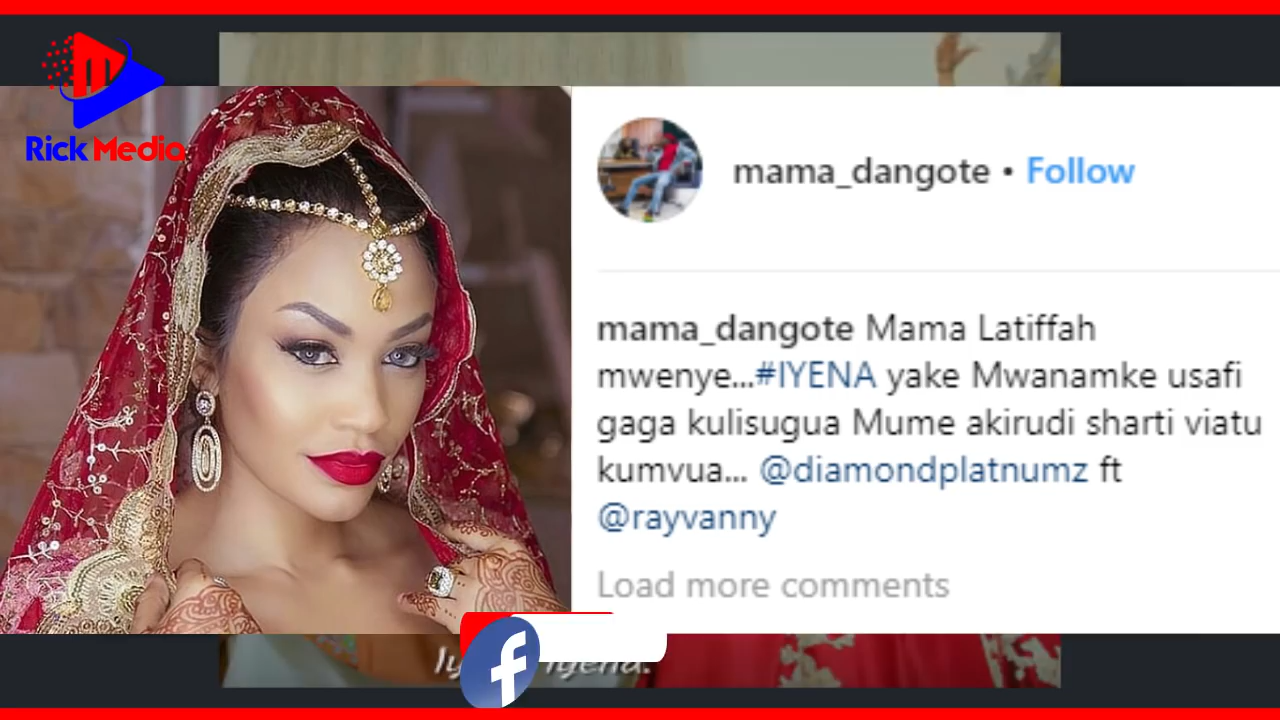 Rick Media
mama_dangote • Follow
mama_dangote Mama Latiffah
mwenye...#IYENA yake Mwanamke usafi
gaga kulisugua Mume akirudi sharti viatu
kumvua... @diamondplatnumz ft
@rayvanny
Load more comments